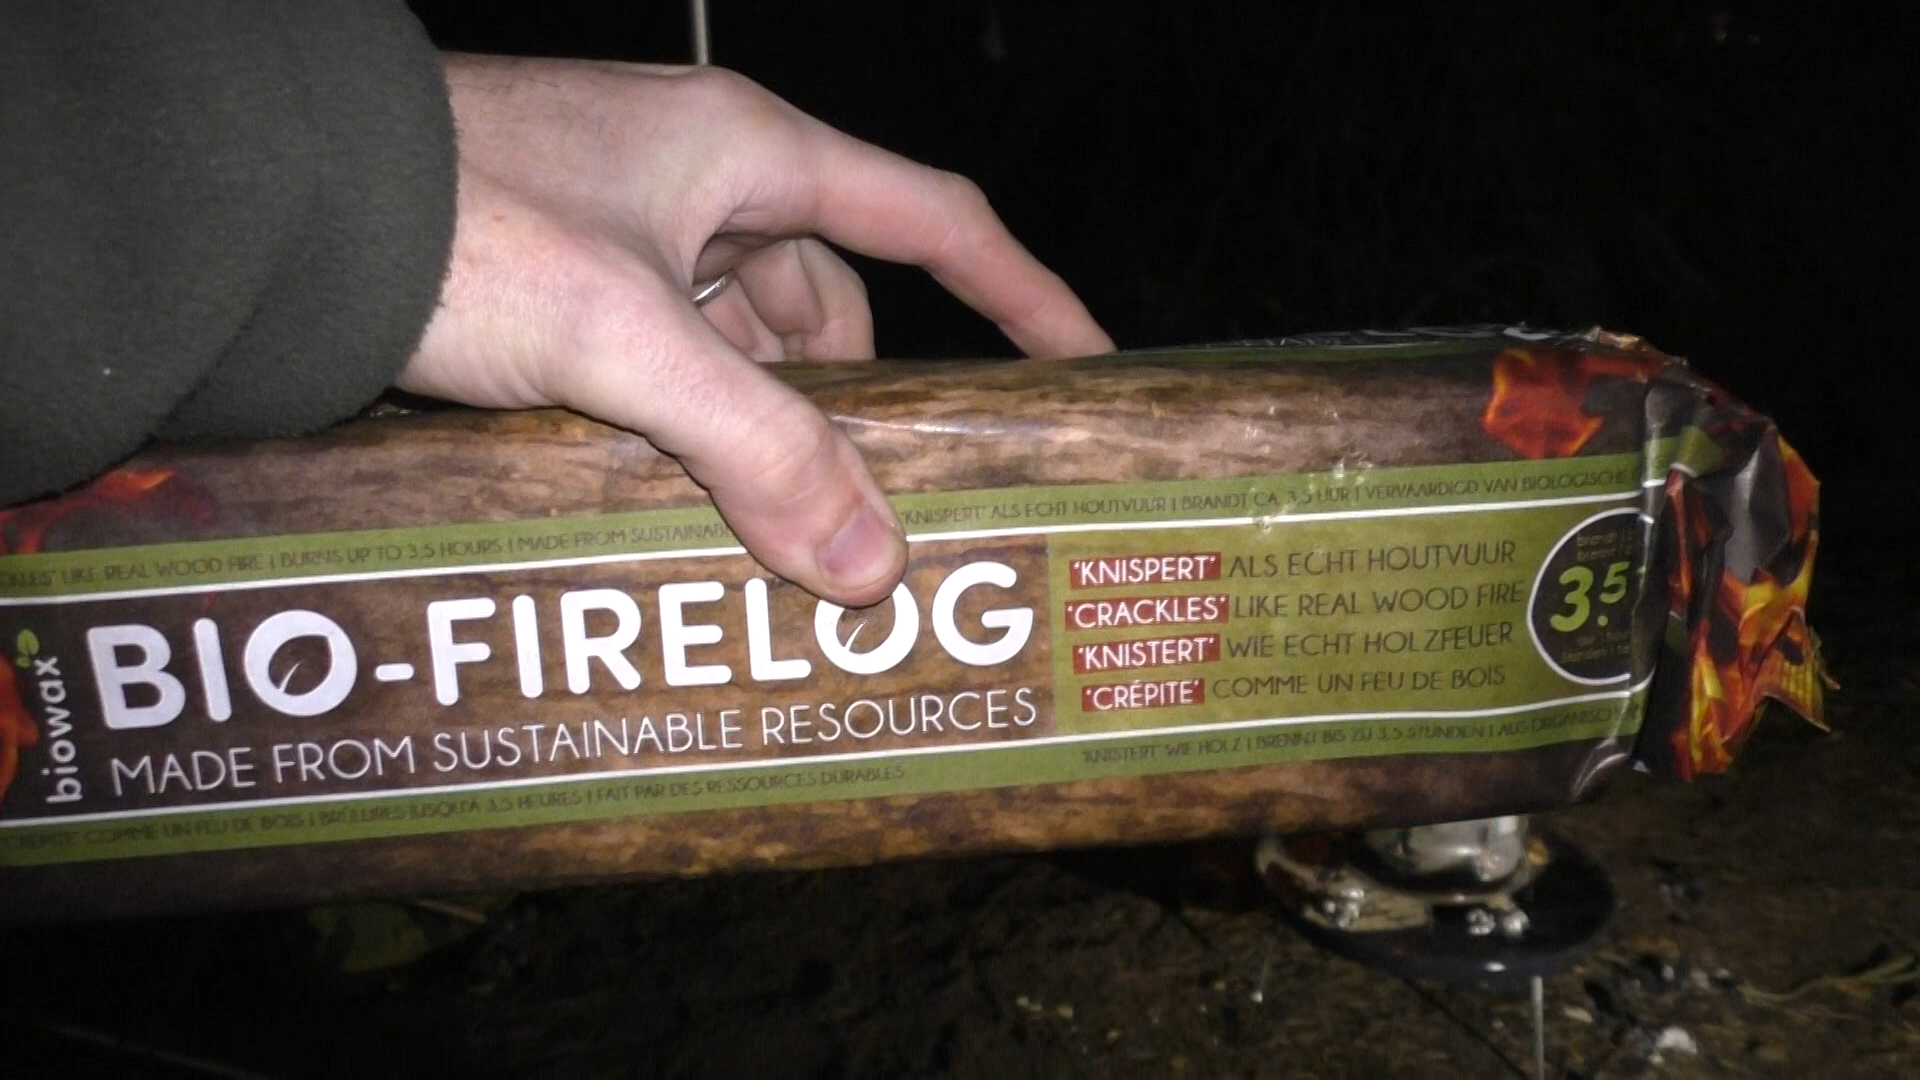 LIKE REAL WOOD FIRE | BURNS UP TO 3.5 HOURS | MADE FROM
'KNISPERT' ALS ECHT HOUTVUUR | BRANDT CA. 3,5 UUR | VERVAARDIGD VAN BIOLOGISCHE
biowax
BIO-FIRELOG
MADE FROM SUSTAINABLE RESOURCES
'KNISPERT' ALS ECHT HOUTVUUR
'CRACKLES' LIKE REAL WOOD FIRE
'KNISTERT' WIE ECHT HOLZFEUER
'CRÉPITE' COMME UN FEU DE BOIS
3.5
COMME UN FEU DE BOIS | BRÛLURES JUSQU'A 3,5 HEURES | FAIT PAR DES RESSOURCES DURABLES
'KNISTERT' WIE HOLZ | BRENNT BIS ZU 3,5 STUNDEN | AUS